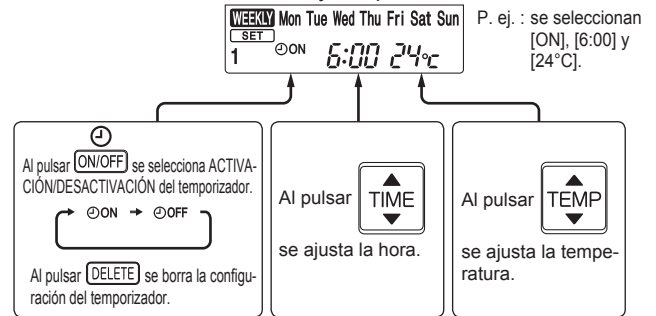 WEEKLY Mon Tue Wed Thu Fri Sat Sun
SET
1 ON 6:00 24°C
P. ej. : se seleccionan
[ON], [6:00] y
[24°C].
Al pulsar ON/OFF se selecciona ACTIVA-
CIÓN/DESACTIVACIÓN del temporizador.
ON → OFF
Al pulsar DELETE se borra la configu-
ración del temporizador.
Al pulsar TIME
se ajusta la hora.
Al pulsar TEMP
se ajusta la tempe-
ratura.